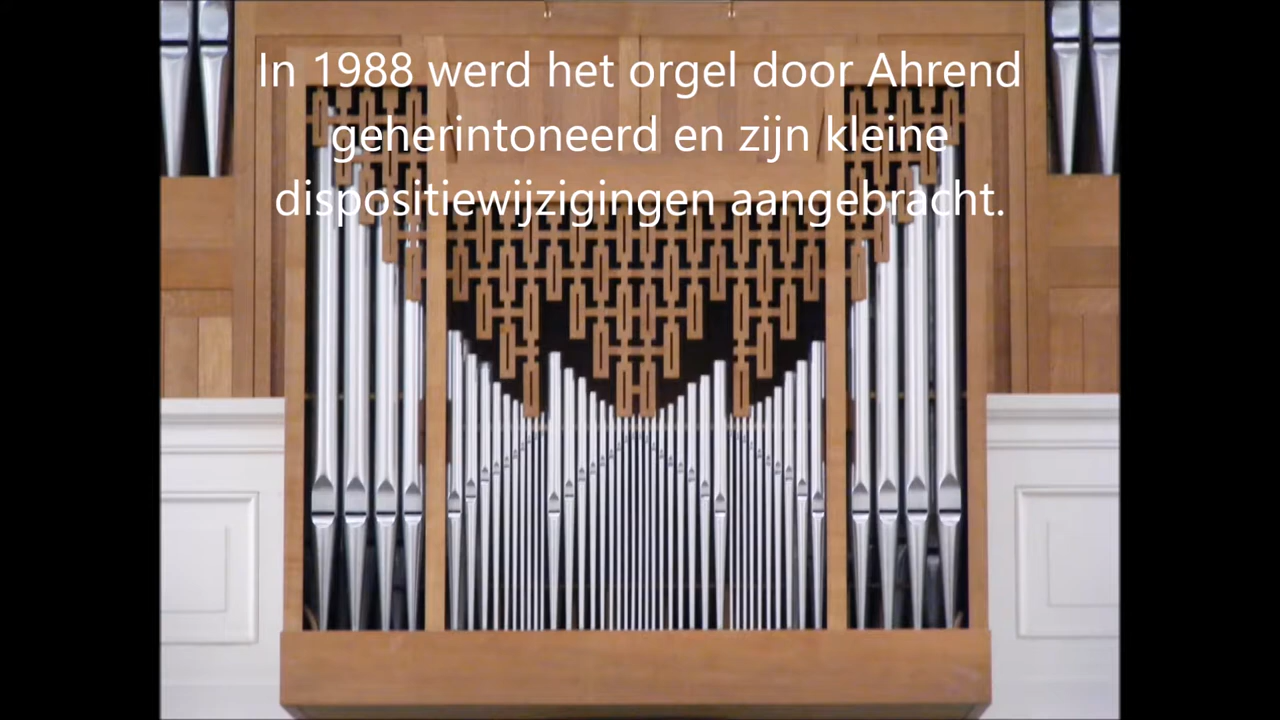 In 1988 werd het orgel door Ahrend
geherintoneerd en zijn kleine
dispositiewijzigingen aangebracht.